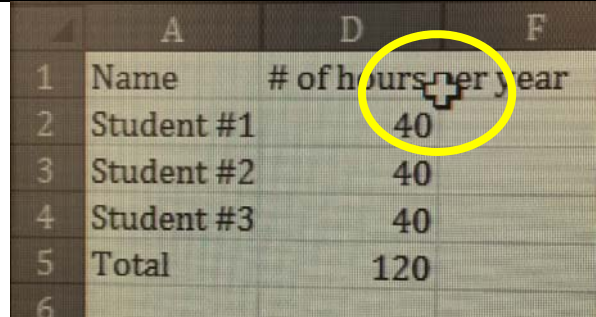 A D F
1 Name # of hours per year
2 Student #1 40
3 Student #2 40
4 Student #3 40
5 Total 120
6